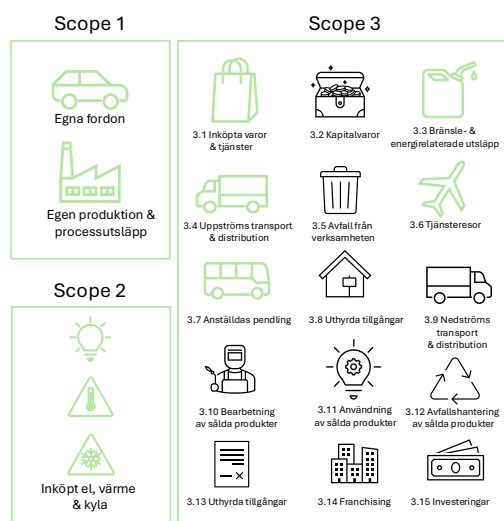 Scope 1
Egna fordon
Egen produktion &
processutsläpp
Scope 2
Inköpt el, värme
& kyla
Scope 3
3.1 Inköpta varor
& tjänster
3.2 Kapitalvaror
3.3 Bränsle- &
energirelaterade utsläpp
3.4 Uppströms transport
& distribution
3.5 Avfall från
verksamheten
3.6 Tjänsteresor
3.7 Anställdas pendling
3.8 Uthyrda tillgångar
3.9 Nedströms
transport
& distribution
3.10 Bearbetning
av sålda produkter
3.11 Användning
av sålda produkter
3.12 Avfallshantering
av sålda produkter
3.13 Uthyrda tillgångar
3.14 Franchising
3.15 Investeringar